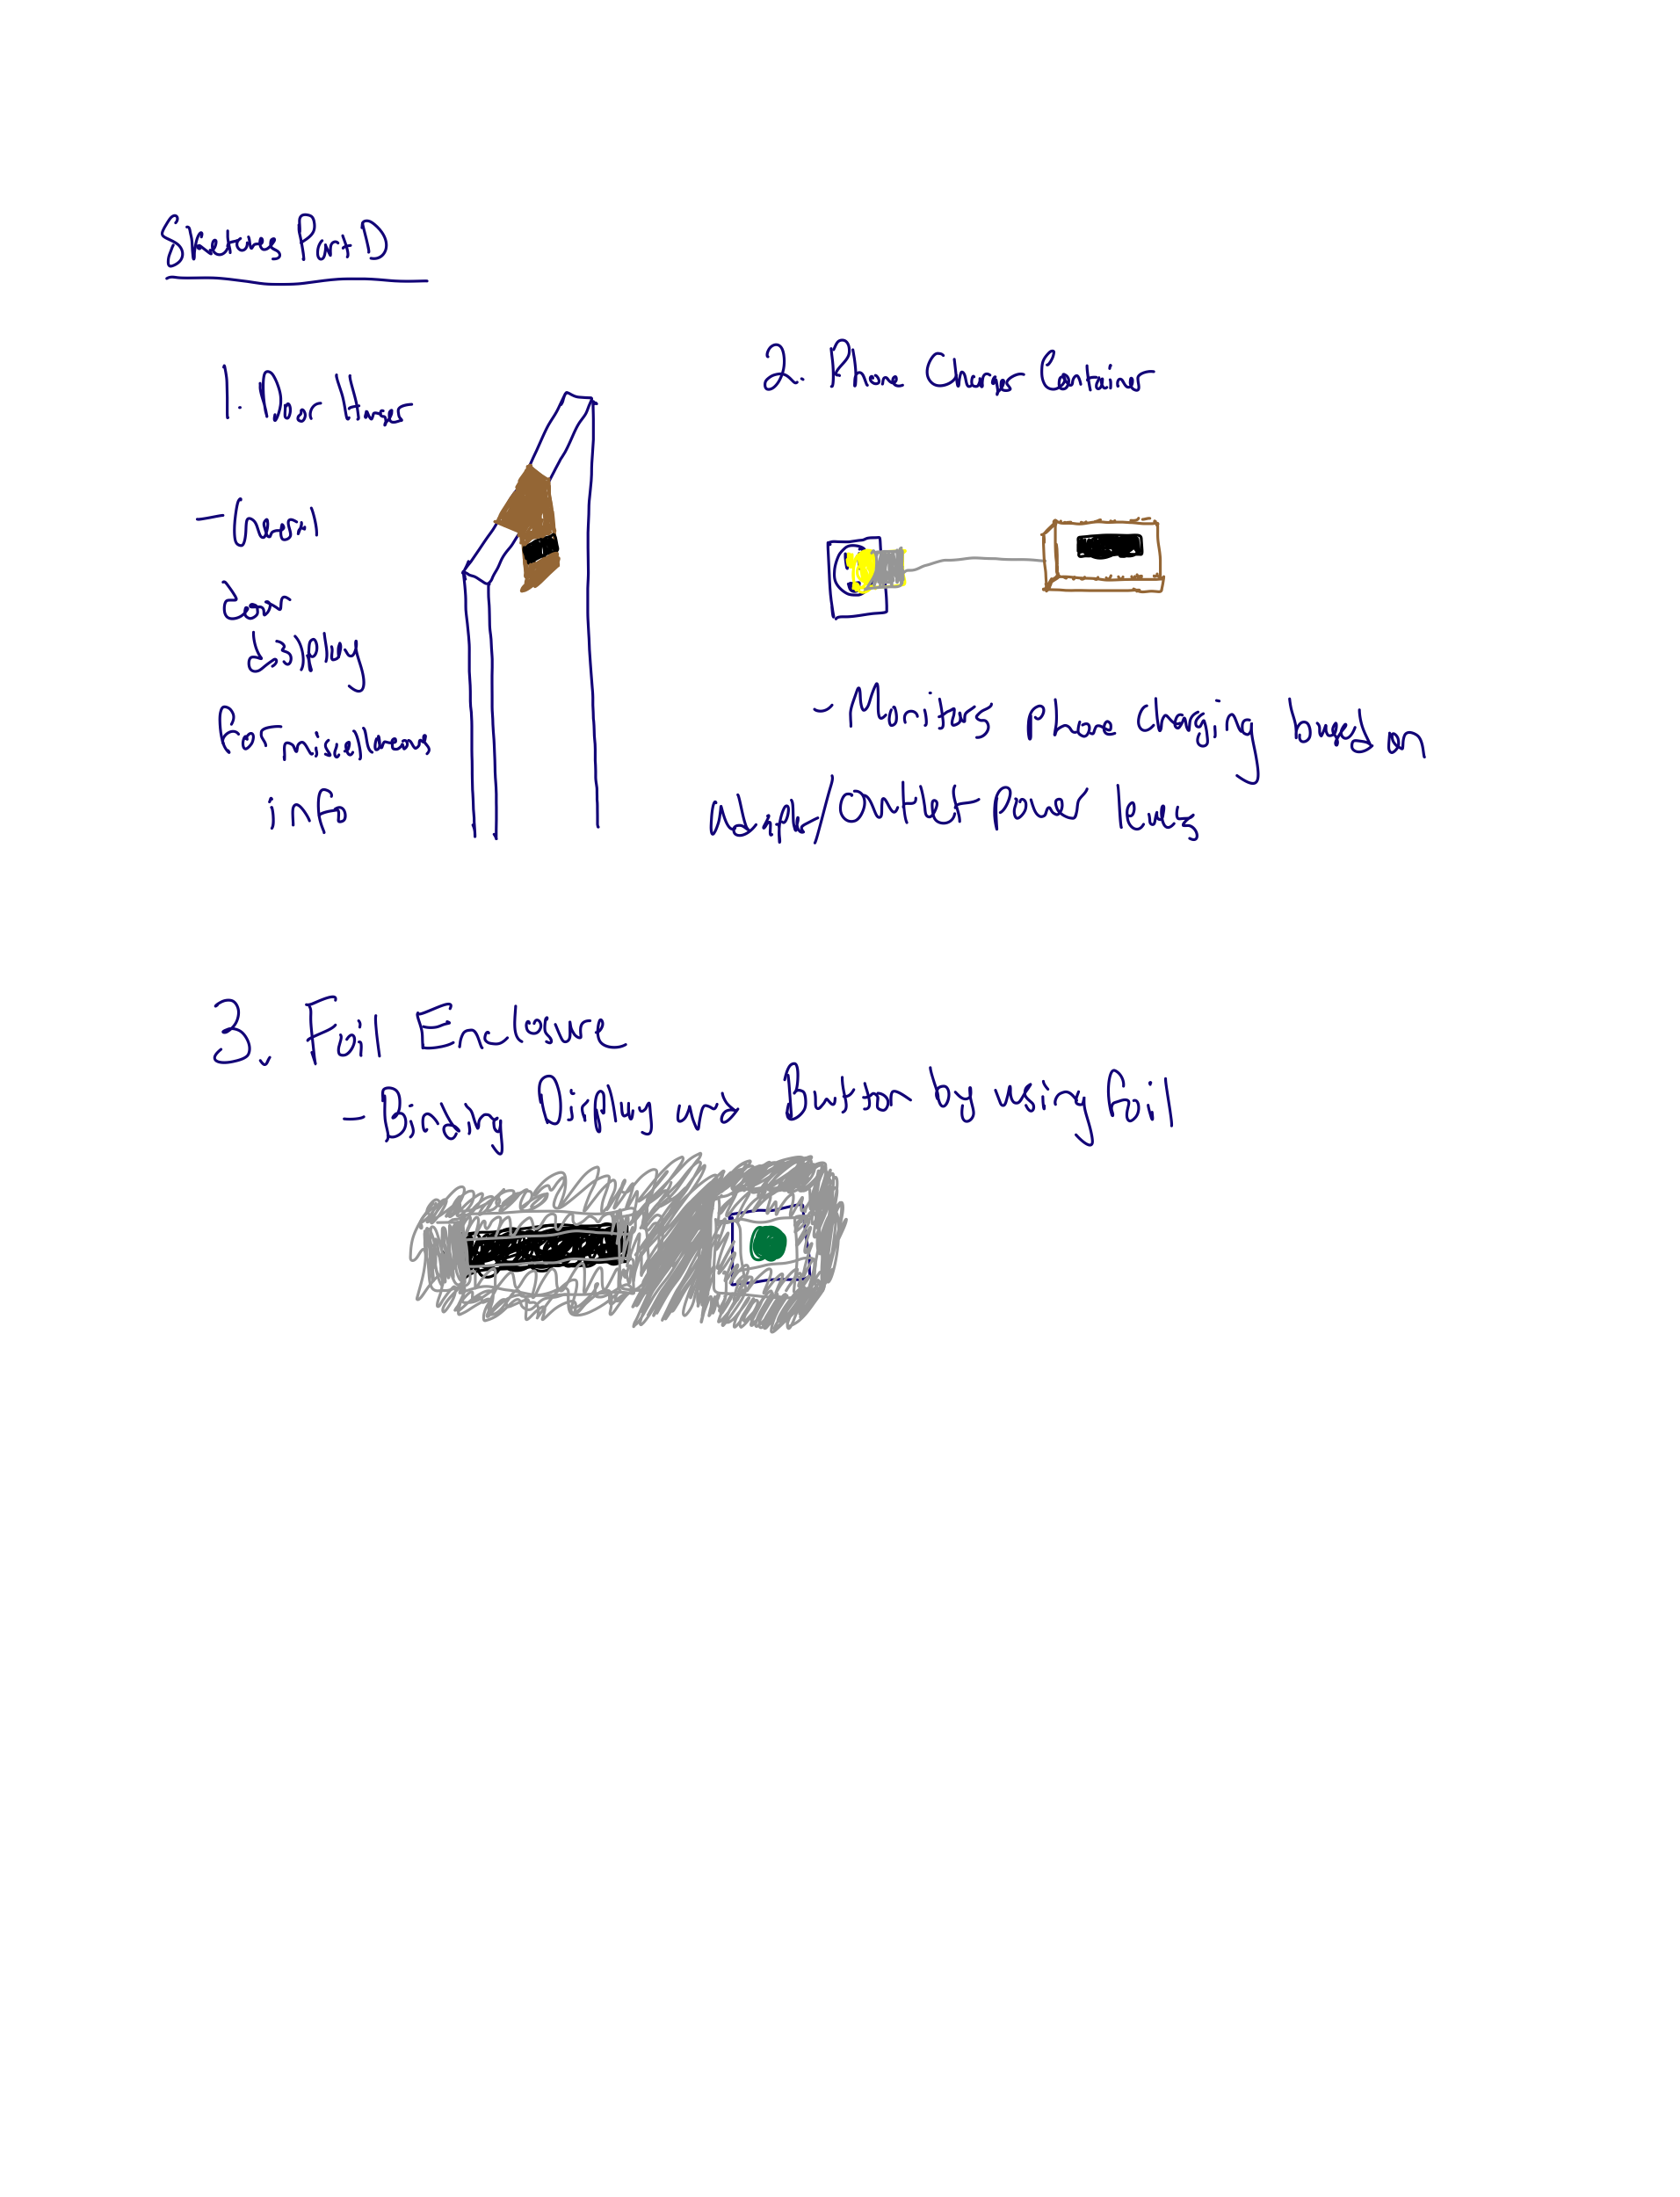 Sketches Part D
1. Door Hanger
- General
door
display
for miscellaneous
info
2. Phone Charger Container
- Monitors phone charging based on
adapter/outlet power levels
3. Foil Enclosure
- Binding Display and Button by using foil